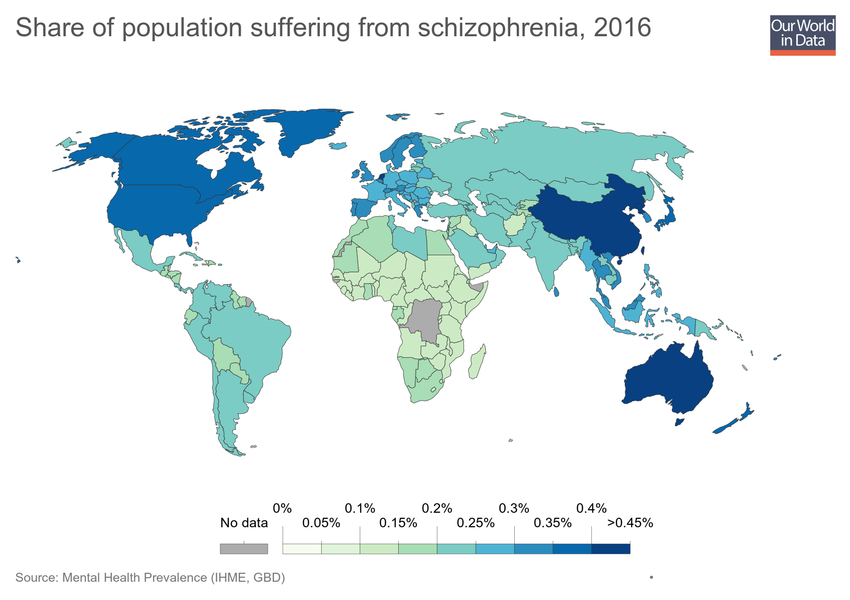 Share of population suffering from schizophrenia, 2016
Our World
in Data
0% 0.1% 0.2% 0.3% 0.4%
No data 0.05% 0.15% 0.25% 0.35% >0.45%
Source: Mental Health Prevalence (IHME, GBD)